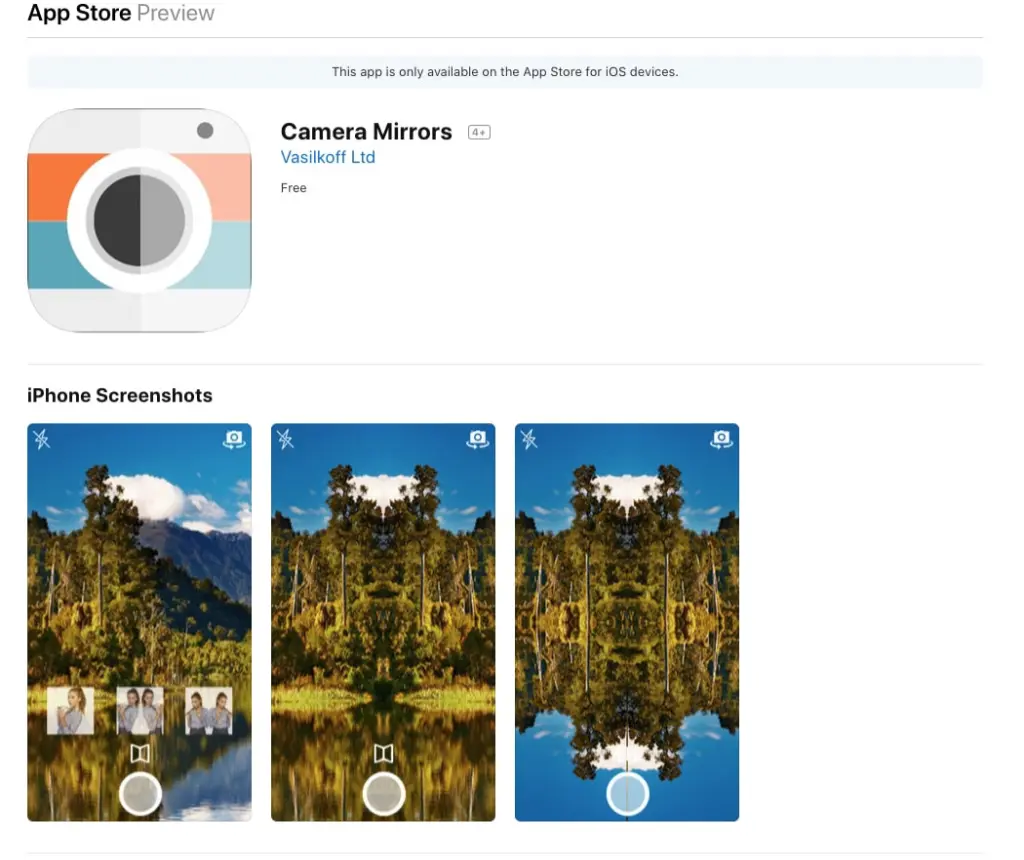 App Store Preview
This app is only available on the App Store for iOS devices.
Camera Mirrors 4+
Vasilkoff Ltd
Free
iPhone Screenshots